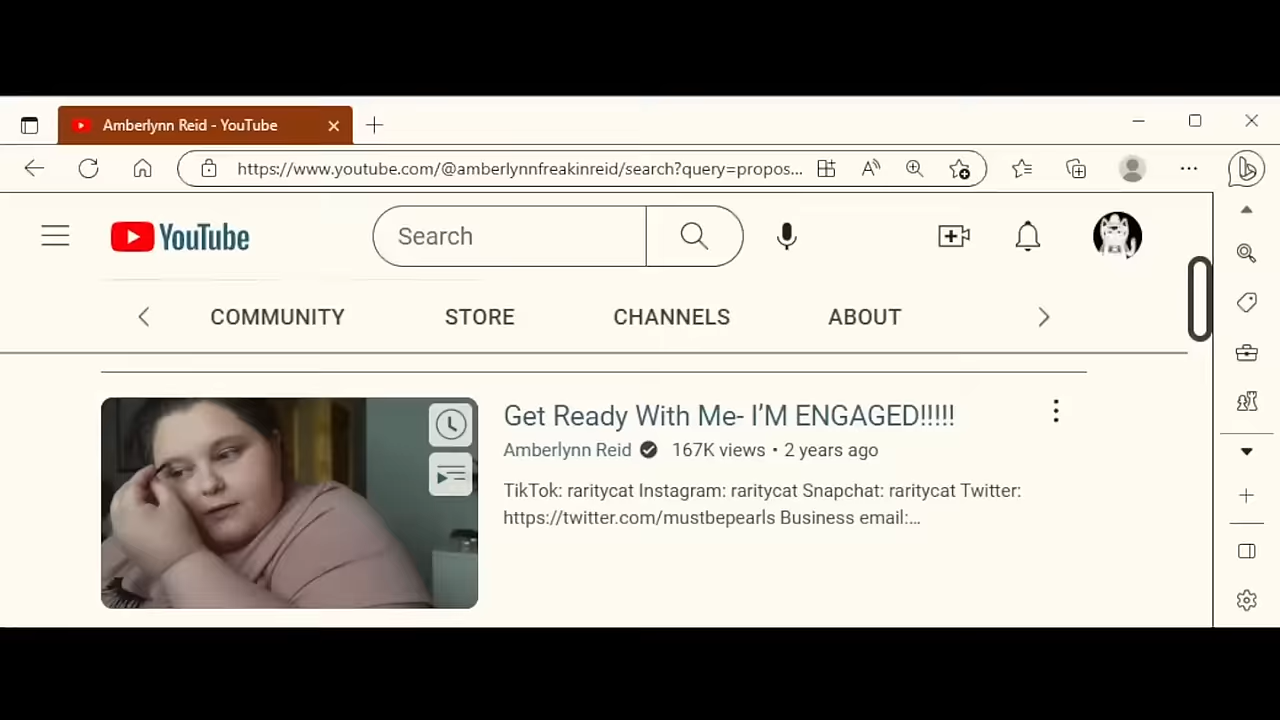 Amberlynn Reid - YouTube
https://www.youtube.com/@amberlynnfreakinreid/search?query=propos...
YouTube
Search
COMMUNITY STORE CHANNELS ABOUT
Get Ready With Me- I’M ENGAGED!!!!!
Amberlynn Reid 167K views • 2 years ago
TikTok: raritycat Instagram: raritycat Snapchat: raritycat Twitter:
https://twitter.com/mustbepearls Business email:...